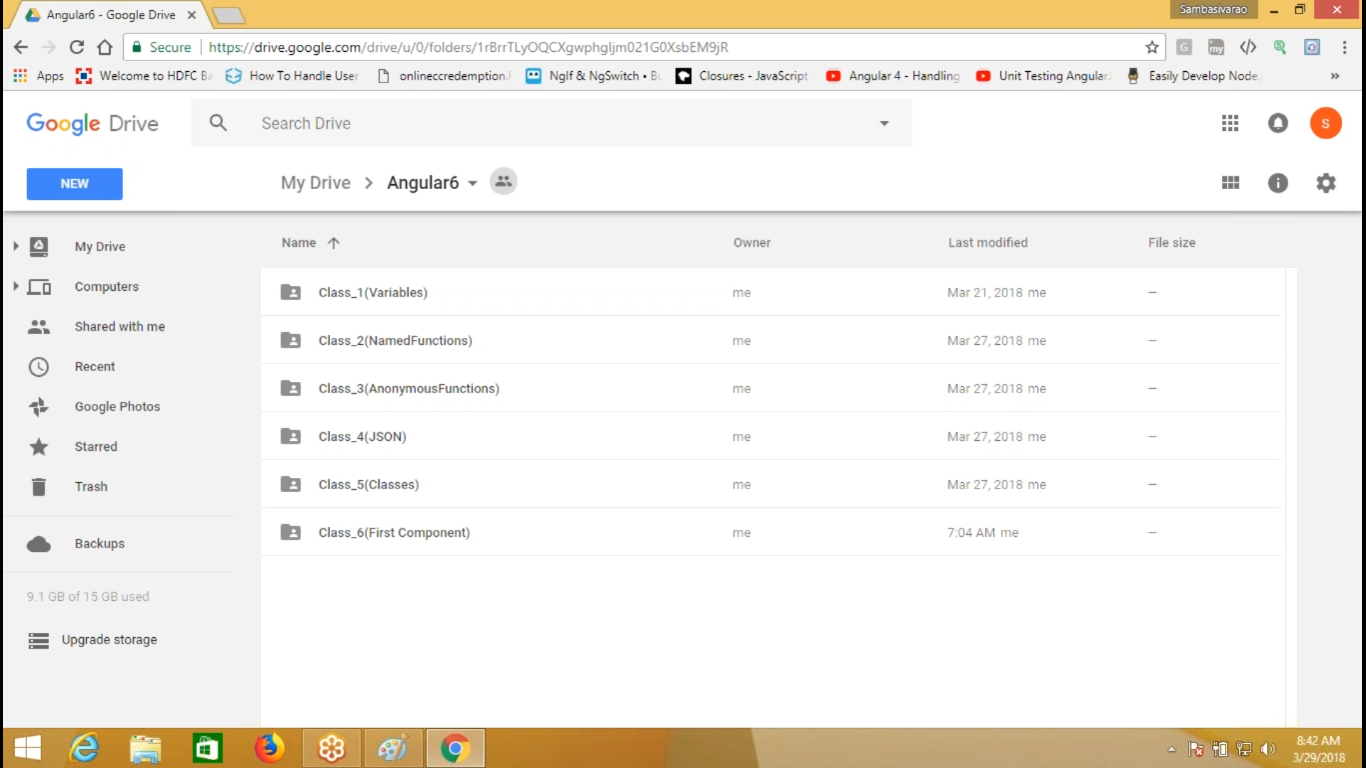 Angular6 - Google Drive
Sambasivarao
Secure
https://drive.google.com/drive/u/0/folders/1rBrrTLyOQCXgwphgIjm021G0XsbEM9jR
Apps
Welcome to HDFC Ba
How To Handle User
onlineccredemption.
NgIf & NgSwitch • Bu
Closures - JavaScript
Angular 4 - Handling
Unit Testing Angular
Easily Develop Node.
»
Google Drive
Search Drive
S
NEW
My Drive > Angular6
My Drive
Computers
Shared with me
Recent
Google Photos
Starred
Trash
Backups
9.1 GB of 15 GB used
Upgrade storage
Name Owner Last modified File size
Class_1(Variables) me Mar 21, 2018 me –
Class_2(NamedFunctions) me Mar 27, 2018 me –
Class_3(AnonymousFunctions) me Mar 27, 2018 me –
Class_4(JSON) me Mar 27, 2018 me –
Class_5(Classes) me Mar 27, 2018 me –
Class_6(First Component) me 7:04 AM me –
8:42 AM
3/29/2018